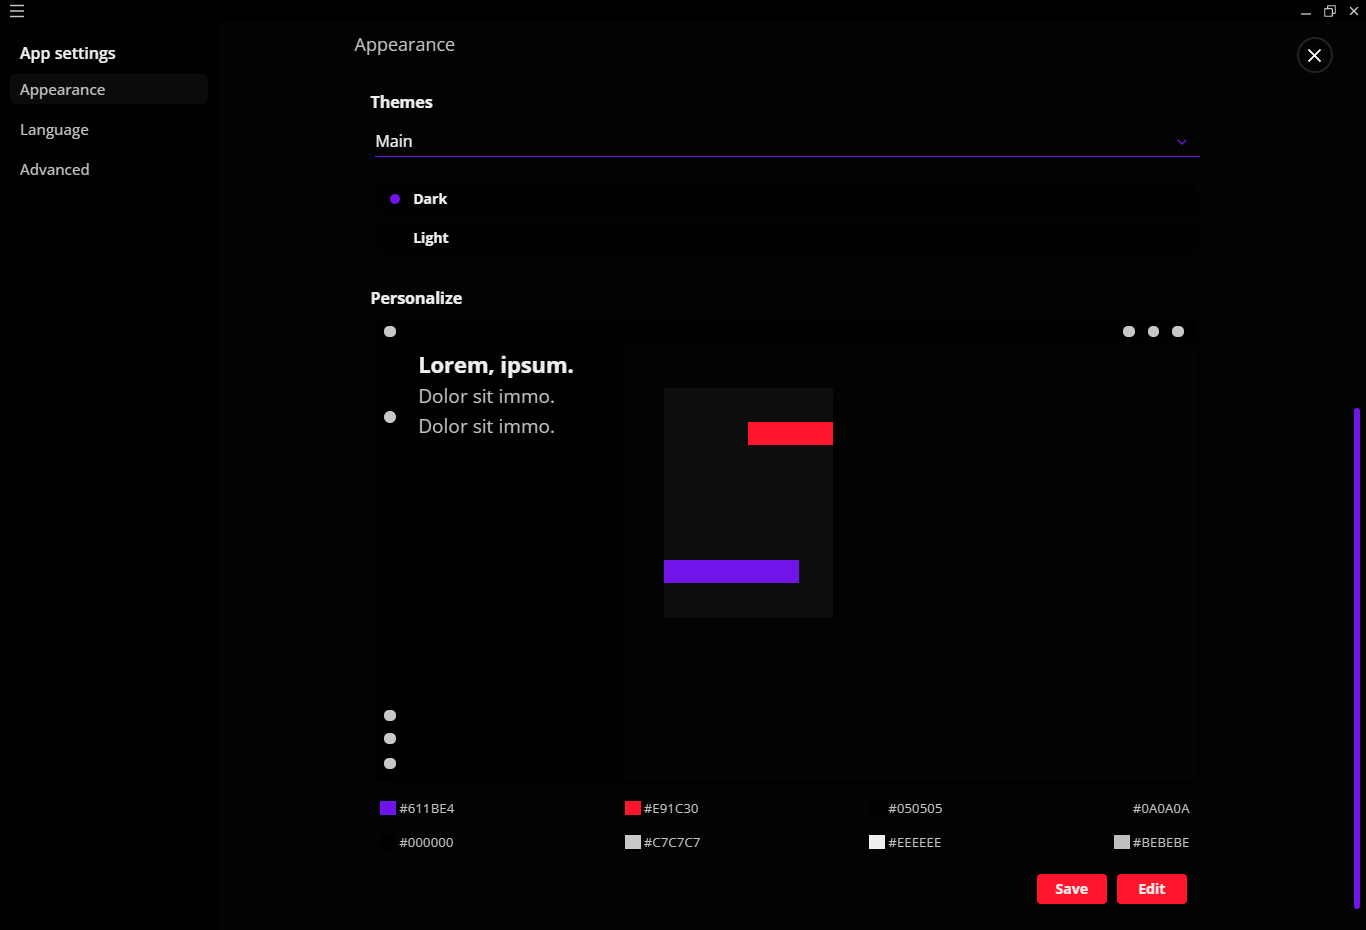 App settings
Appearance
Language
Advanced
Appearance
Themes
Main
Dark
Light
Personalize
Lorem, ipsum.
Dolor sit immo.
Dolor sit immo.
#611BE4 #E91C30 #050505 #0A0A0A
#000000 #C7C7C7 #EEEEEE #BEBEBE
Save Edit